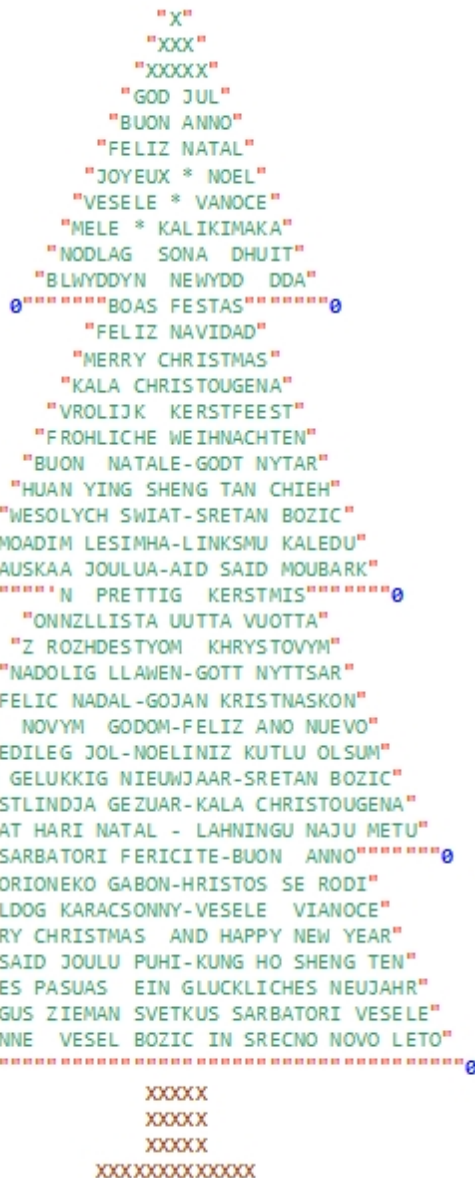 "X"
"XXX"
"XXXXX"
"GOD JUL"
"BUON ANNO"
"FELIZ NATAL"
"JOYEUX * NOEL"
"VESELE * VANOCE"
"MELE * KALIKIMAKA"
"NODLAG SONA DHUIT"
"BLWYDDYN NEWYDD DDA"
0"""""""BOAS FESTAS"""""""0
"FELIZ NAVIDAD"
"MERRY CHRISTMAS"
"KALA CHRISTOUGENA"
"VROLIJK KERSTFEEST"
"FROHLICHE WEIHNACHTEN"
"BUON NATALE-GODT NYTAR"
"HUAN YING SHENG TAN CHIEH"
"WESOLYCH SWIAT-SRETAN BOZIC"
MOADIM LESIMHA-LINKSMU KALEDU"
AUSKAA JOULUA-AID SAID MOUBARK"
""""'N PRETTIG KERSTMIS"""""""0
"ONNZLLISTA UUTTA VUOTTA"
"Z ROZHDESTYOM KHRYSTOVYM"
"NADOLIG LLAWEN-GOTT NYTTSAR"
FELIC NADAL-GOJAN KRISTNASKON"
NOVYM GODOM-FELIZ ANO NUEVO"
EDILEG JOL-NOELINIZ KUTLU OLSUM"
GELUKKIG NIEUWJAAR-SRETAN BOZIC"
STLINDJA GEZUAR-KALA CHRISTOUGENA"
AT HARI NATAL - LAHNINGU NAJU METU"
SARBATORI FERICITE-BUON ANNO"""""""0
ORIONEKO GABON-HRISTOS SE RODI"
LDOG KARACSONNY-VESELE VIANOCE"
RY CHRISTMAS AND HAPPY NEW YEAR"
SAID JOULU PUHI-KUNG HO SHENG TEN"
ES PASUAS EIN GLUCKLICHES NEUJAHR"
GUS ZIEMAN SVETKUS SARBATORI VESELE"
NNE VESEL BOZIC IN SRECNO NOVO LETO"
""""""""""""""""""""""""""""""""""""""0
XXXXX
XXXXX
XXXXX
XXXXXXXXXXXXX